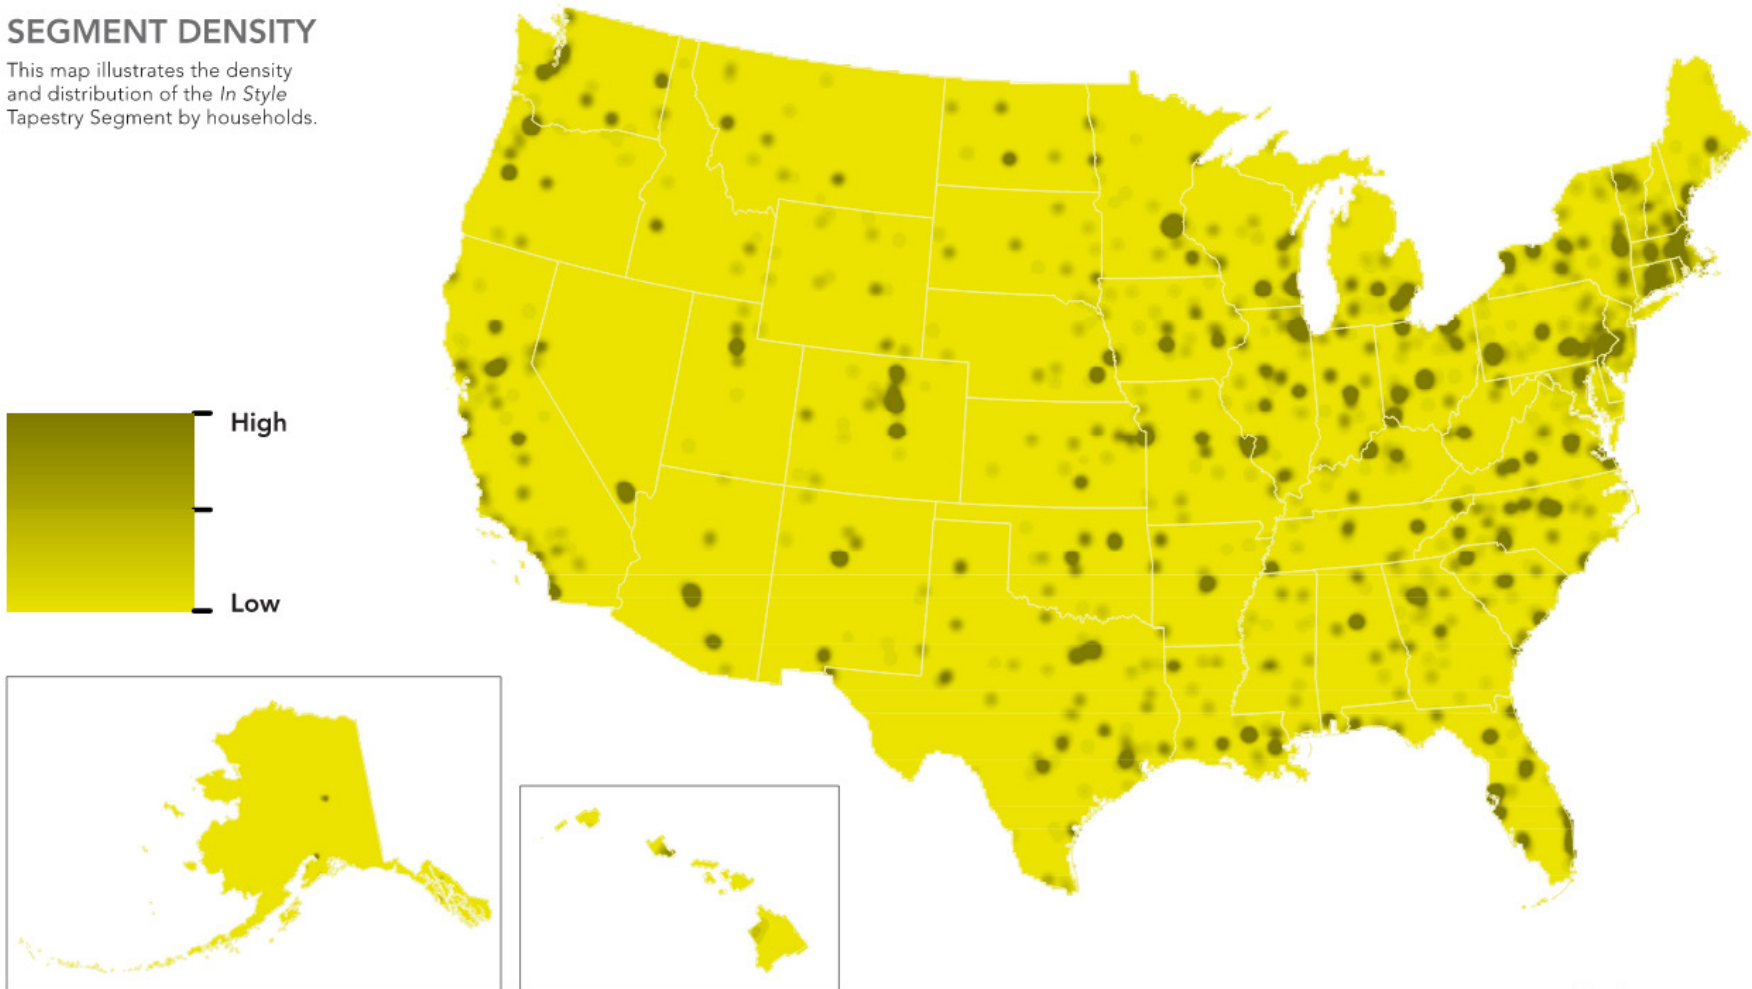 SEGMENT DENSITY
This map illustrates the density
and distribution of the In Style
Tapestry Segment by households.
High
Low